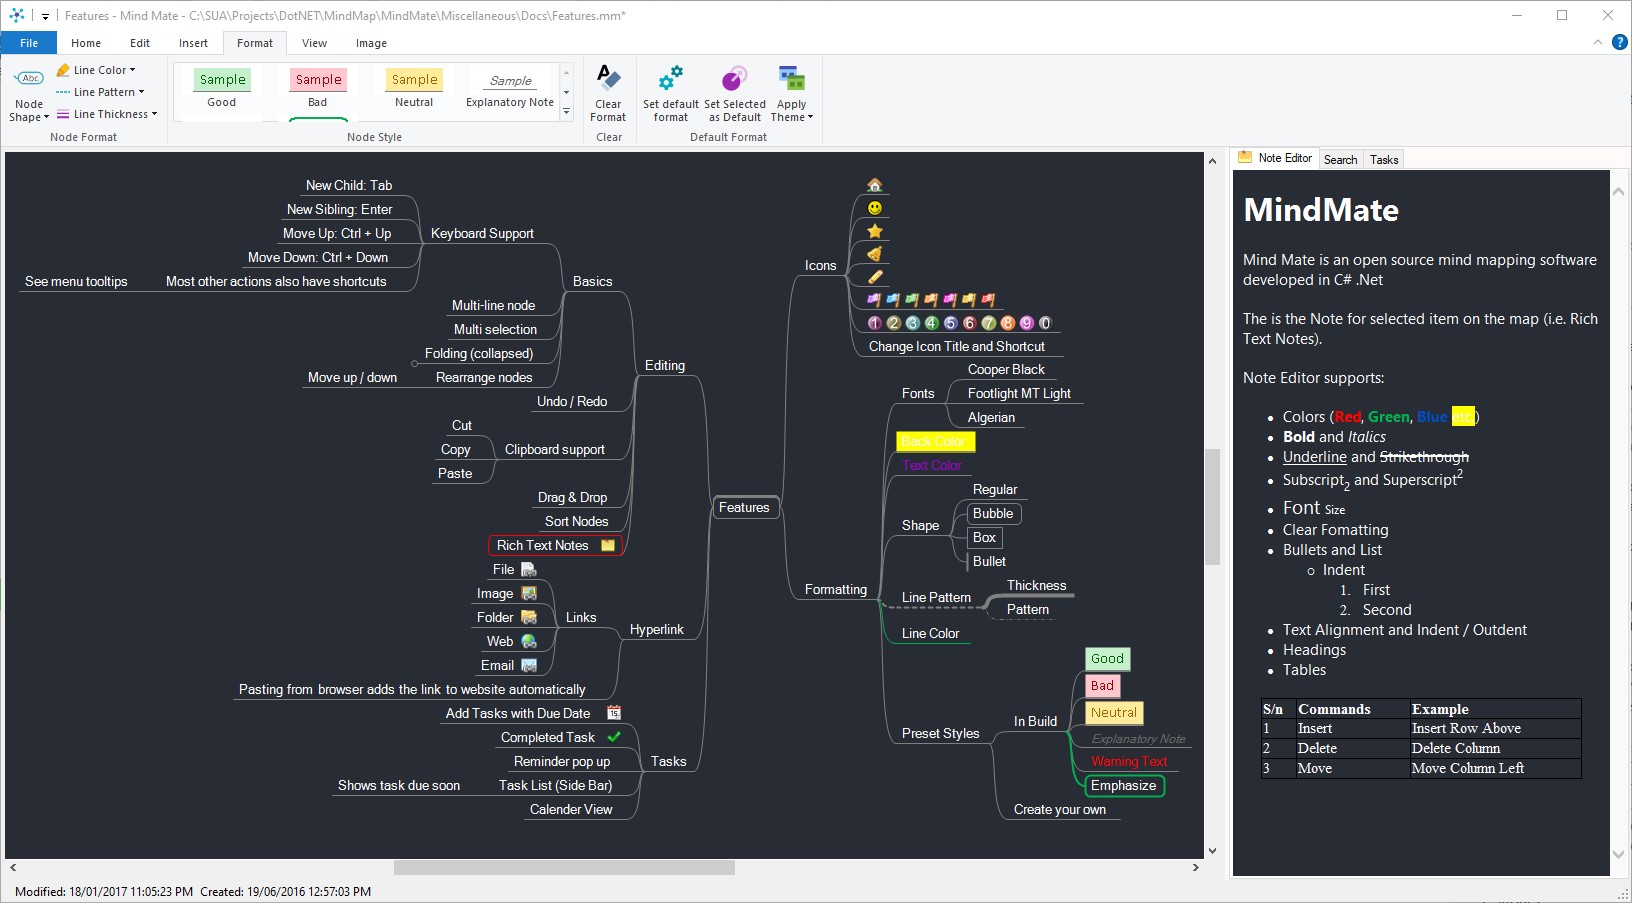 Features - Mind Mate - C:\SUA\Projects\DotNET\MindMap\MindMate\Miscellaneous\Docs\Features.mm*
File Home Edit Insert Format View Image
Abc
Node Shape
Line Color
Line Pattern
Line Thickness
Node Format
Sample Sample Sample Sample
Good Bad Neutral Explanatory Note
Node Style
Clear Format
Clear
Set default format
Set Selected as Default
Apply Theme
Default Format
New Child: Tab
New Sibling: Enter
Move Up: Ctrl + Up
Keyboard Support
Move Down: Ctrl + Down
See menu tooltips
Most other actions also have shortcuts
Basics
Multi-line node
Multi selection
Folding (collapsed)
Move up / down
Rearrange nodes
Editing
Undo / Redo
Cut
Copy
Clipboard support
Paste
Drag & Drop
Sort Nodes
Rich Text Notes
Features
File
Image
Folder
Links
Web
Email
Hyperlink
Pasting from browser adds the link to website automatically
Add Tasks with Due Date
15
Completed Task
Reminder pop up
Tasks
Shows task due soon
Task List (Side Bar)
Calender View
Icons
1 2 3 4 5 6 7 8 9 0
Change Icon Title and Shortcut
Cooper Black
Fonts
Footlight MT Light
Algerian
Back Color
Text Color
Regular
Bubble
Shape
Box
Bullet
Formatting
Thickness
Line Pattern
Pattern
Line Color
Good
Bad
Neutral
In Build
Preset Styles
Explanatory Note
Warning Text
Emphasize
Create your own
Note Editor Search Tasks
MindMate
Mind Mate is an open source mind mapping software
developed in C# .Net
The is the Note for selected item on the map (i.e. Rich
Text Notes).
Note Editor supports:
• Colors (Red, Green, Blue etc)
• Bold and Italics
• Underline and Strikethrough
• Subscript2 and Superscript2
• Font Size
• Clear Fomatting
• Bullets and List
o Indent
1. First
2. Second
• Text Alignment and Indent / Outdent
• Headings
• Tables
S/n Commands Example
1 Insert Insert Row Above
2 Delete Delete Column
3 Move Move Column Left
Modified: 18/01/2017 11:05:23 PM Created: 19/06/2016 12:57:03 PM